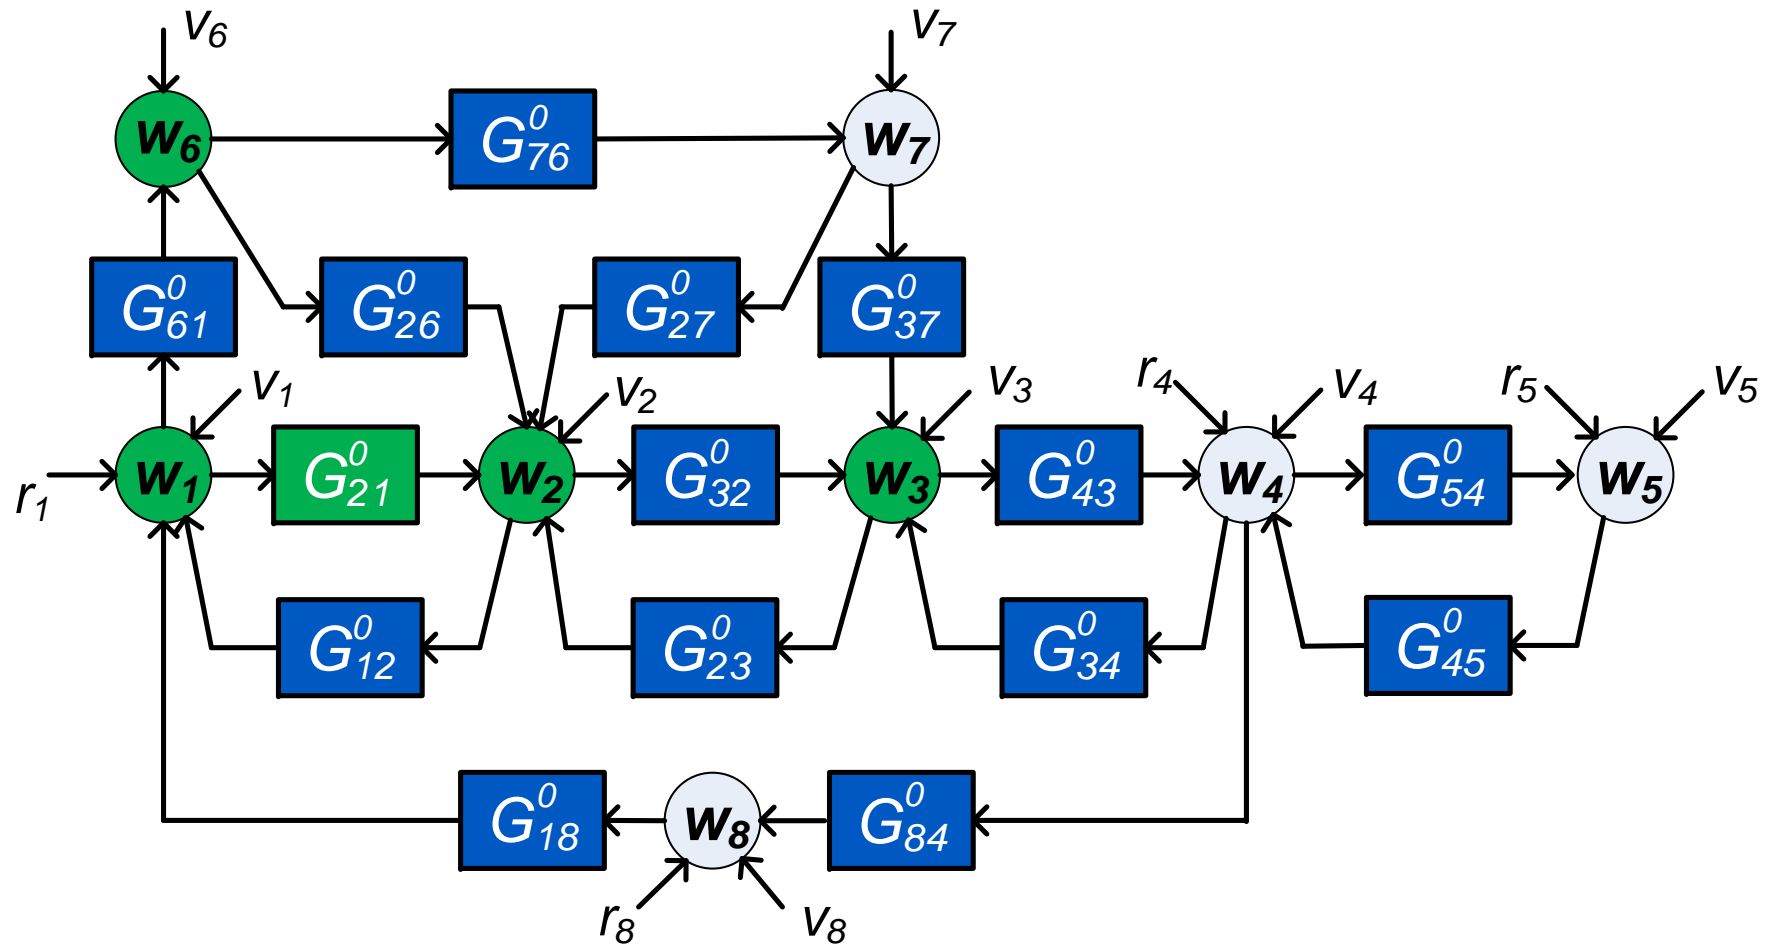 v₆
v₇
w₆
G⁰₇₆
w₇
G⁰₆₁
G⁰₂₆
G⁰₂₇
G⁰₃₇
v₁
v₂
v₃
r₄
v₄
r₅
v₅
r₁
w₁
G⁰₂₁
w₂
G⁰₃₂
w₃
G⁰₄₃
w₄
G⁰₅₄
w₅
G⁰₁₂
G⁰₂₃
G⁰₃₄
G⁰₄₅
G⁰₁₈
w₈
G⁰₈₄
r₈
v₈